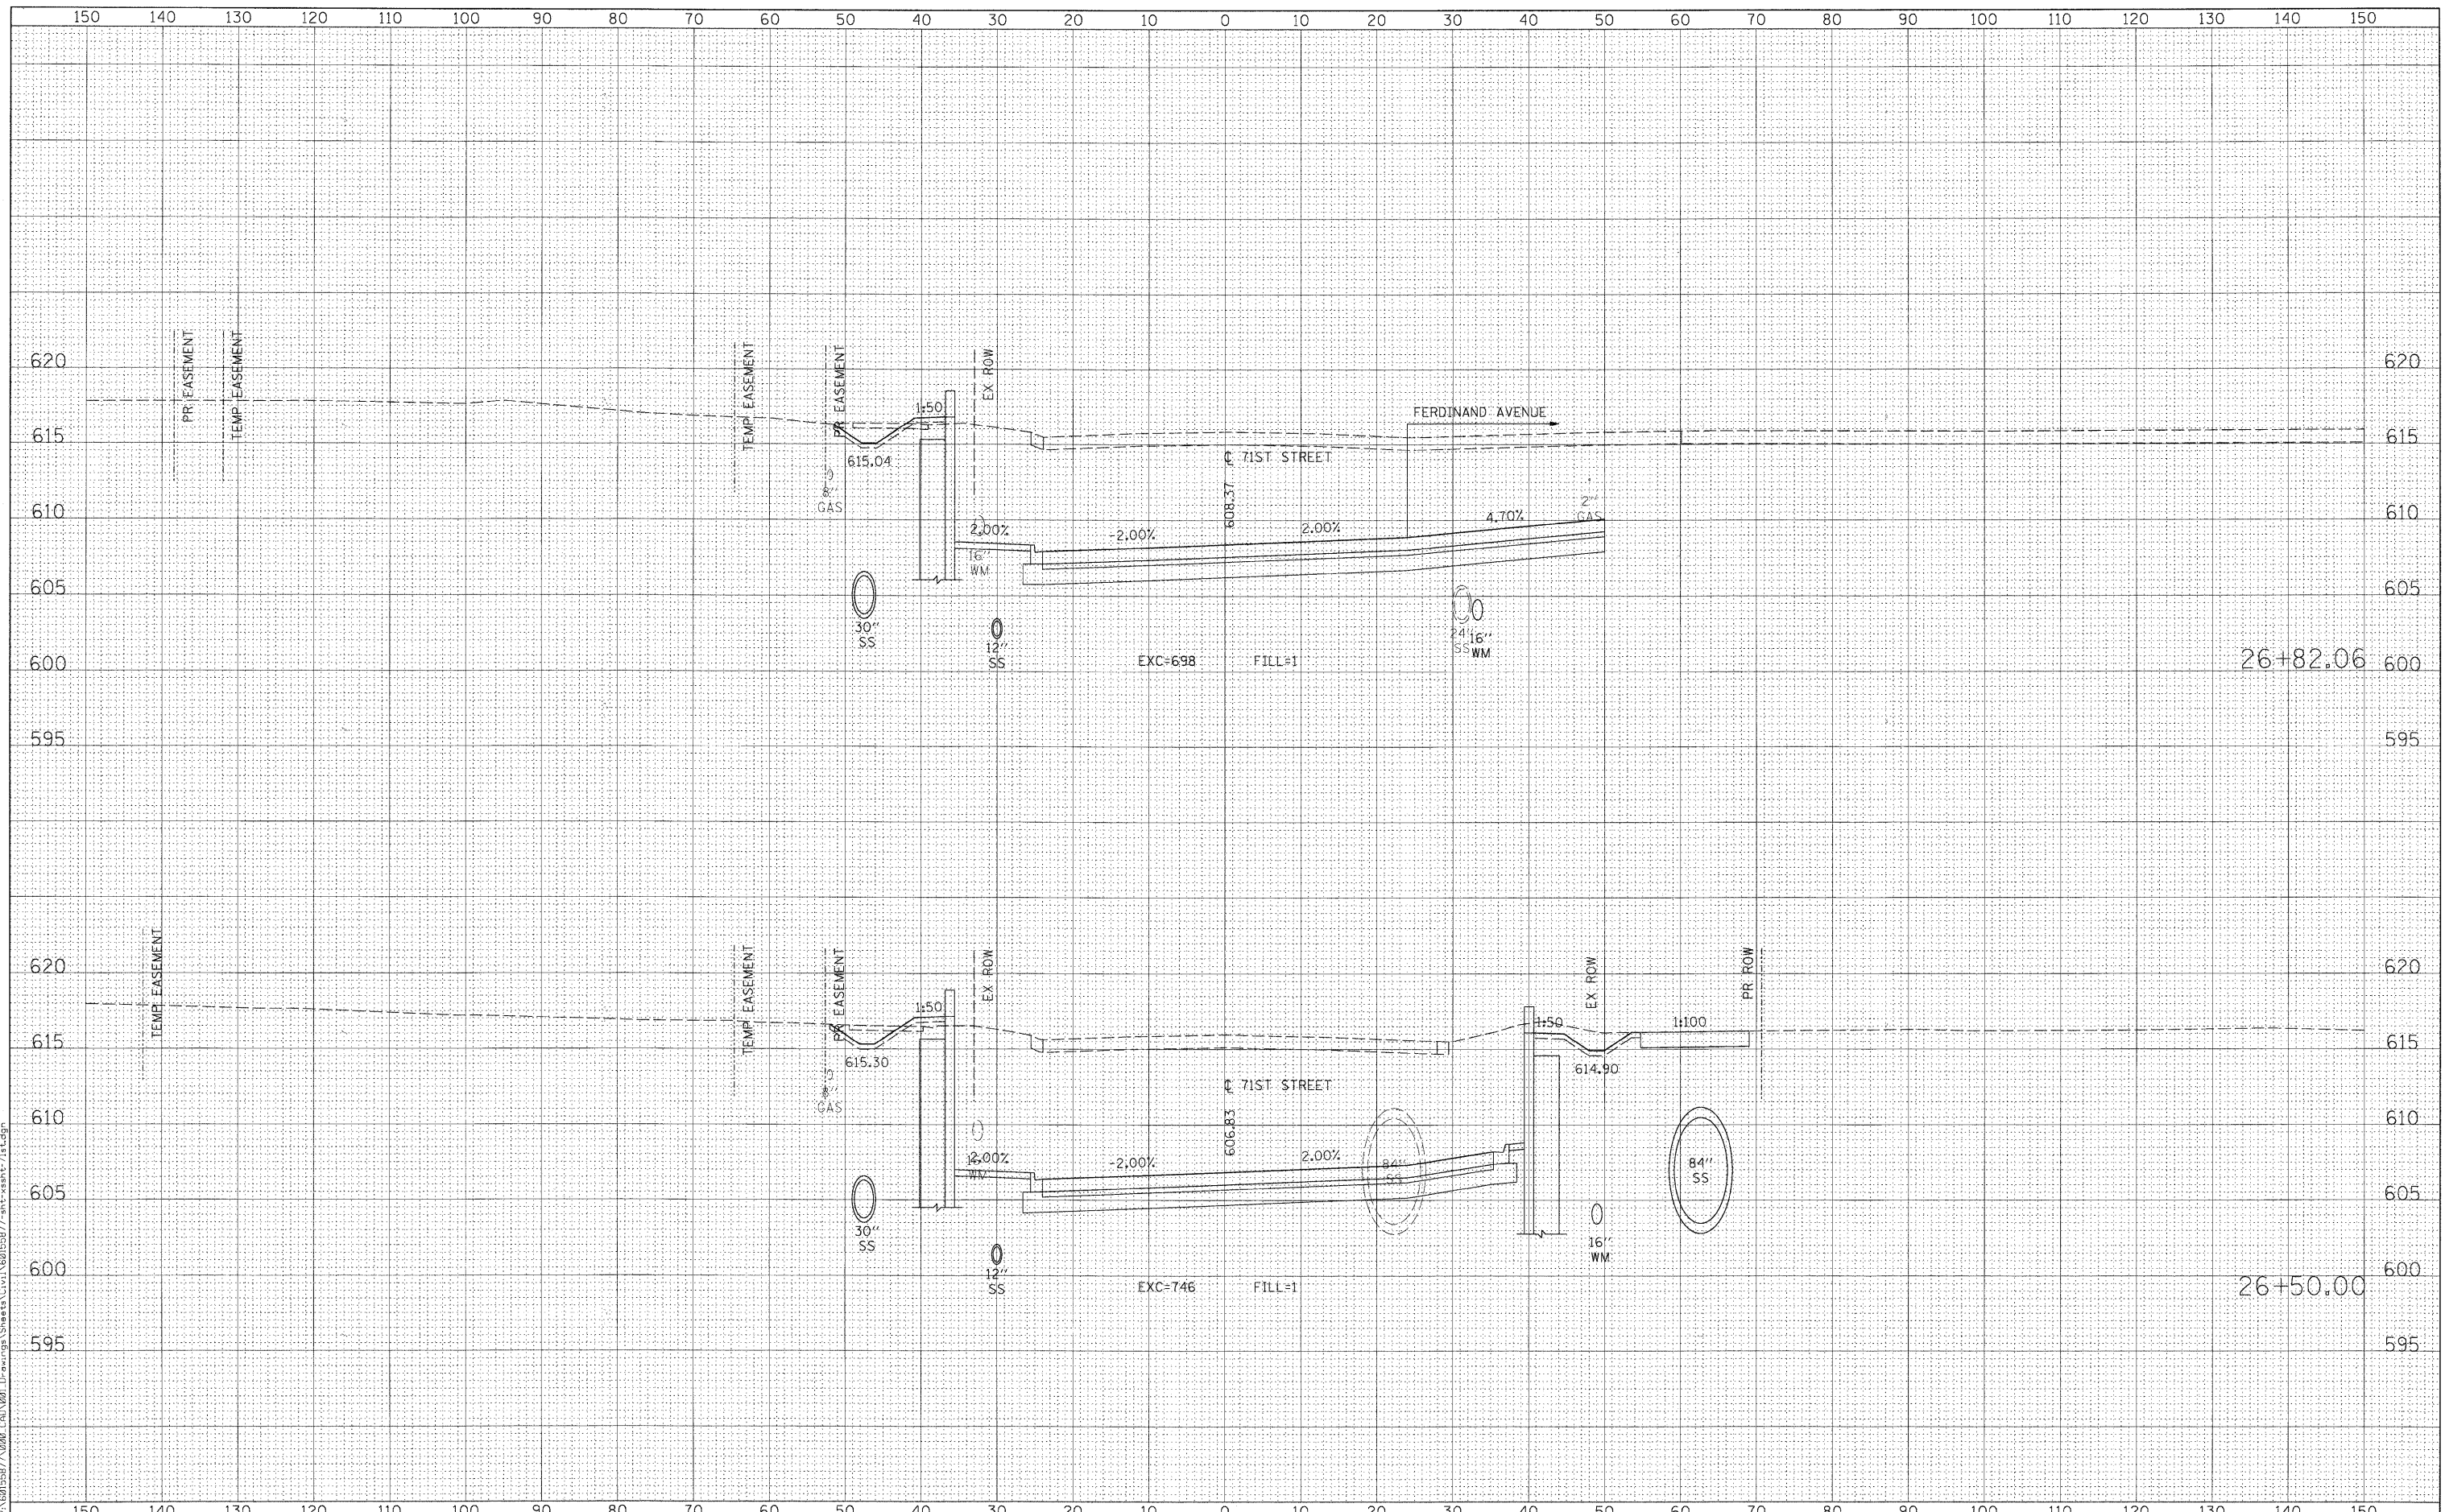 150 140 130 120 110 100 90 80 70 60 50 40 30 20 10 0 10 20 30 40 50 60 70 80 90 100 110 120 130 140 150
PR EASEMENT
TEMP EASEMENT
TEMP EASEMENT
PR EASEMENT
EX ROW
620 620
1:50
FERDINAND AVENUE
615 615
615.04
℄ 71ST STREET
608.37
8''
GAS
2''
GAS
610 610
2.00% -2.00% 2.00% 4.70%
16''
WM
605 605
30''
SS
12''
SS
24''
SS
16''
WM
EXC=698 FILL=1
26+82.06
600 600
595 595
TEMP EASEMENT
TEMP EASEMENT
PR EASEMENT
EX ROW
EX ROW
PR ROW
620 620
1:50 1:50 1:100
615 615
615.30
614.90
℄ 71ST STREET
606.83
8''
GAS
610 610
2.00% -2.00% 2.00%
16''
WM
84''
SS
84''
SS
605 605
30''
SS
12''
SS
16''
WM
EXC=746 FILL=1
600 600
26+50.00
595 595
150 140 130 120 110 100 90 80 70 60 50 40 30 20 10 0 10 20 30 40 50 60 70 80 90 100 110 120 130 140 150